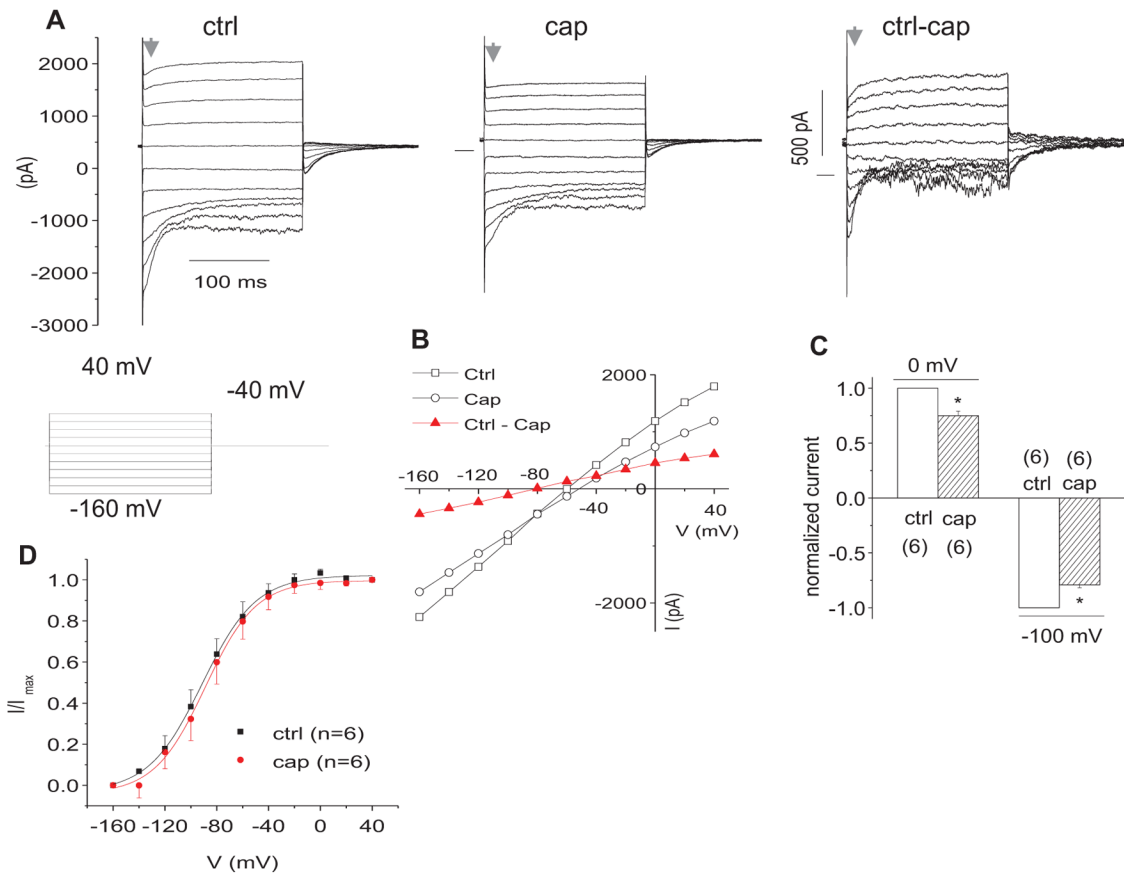 A
ctrl
cap
ctrl-cap
2000
1000
0
-1000
-2000
-3000
(pA)
100 ms
500 pA
40 mV
-40 mV
-160 mV
B
Ctrl
Cap
Ctrl - Cap
2000
-160
-120
-80
0
-40
40
V (mV)
-2000
I (pA)
C
0 mV
1.0
0.5
0.0
-0.5
-1.0
normalized current
*
(6)
(6)
ctrl
cap
ctrl
cap
(6)
(6)
*
-100 mV
D
1.0
0.8
0.6
0.4
0.2
0.0
I/I max
ctrl (n=6)
cap (n=6)
-160
-120
-80
-40
0
40
V (mV)